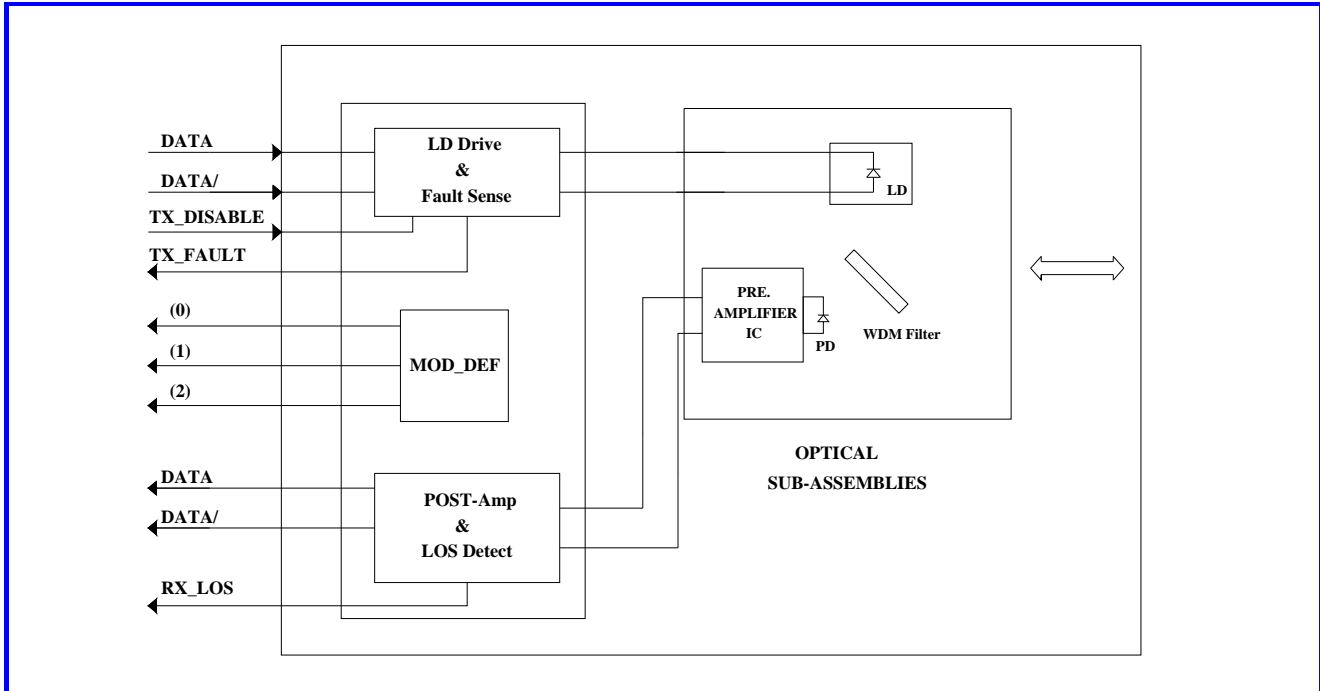 DATA
DATA/
TX_DISABLE
TX_FAULT
(0)
(1)
(2)
DATA
DATA/
RX_LOS
LD Drive
&
Fault Sense
MOD_DEF
POST-Amp
&
LOS Detect
LD
PRE.
AMPLIFIER
IC
PD
WDM Filter
OPTICAL
SUB-ASSEMBLIES